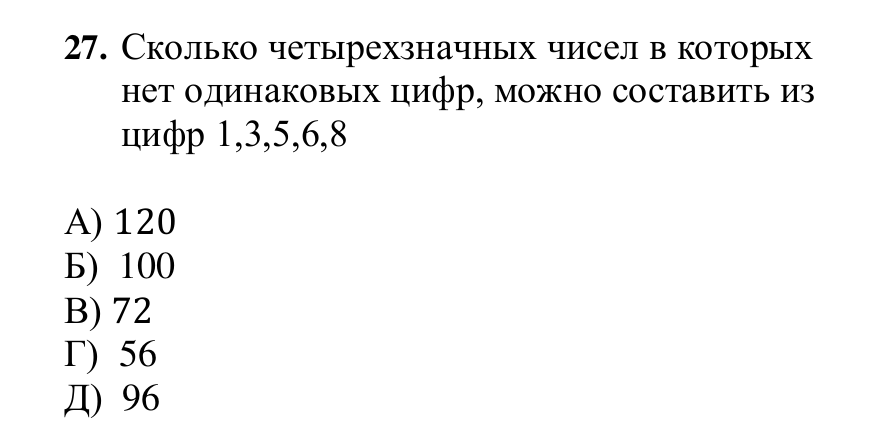 27. Сколько четырехзначных чисел в которых
нет одинаковых цифр, можно составить из
цифр 1,3,5,6,8
А) 120
Б) 100
В) 72
Г) 56
Д) 96